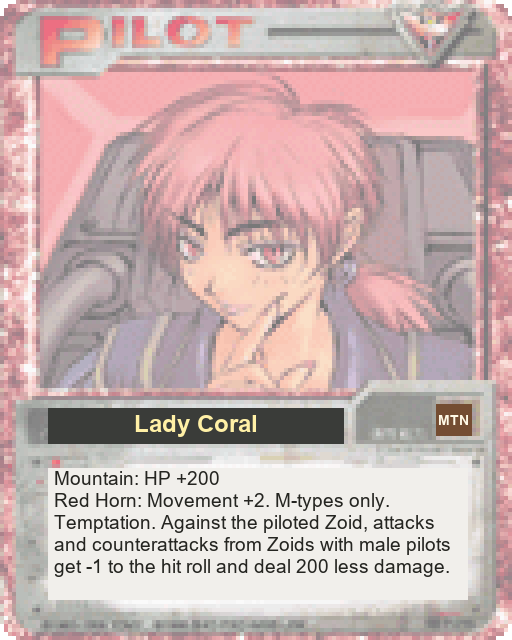 PILOT
Lady Coral
MTN
Mountain: HP +200
Red Horn: Movement +2. M-types only.
Temptation. Against the piloted Zoid, attacks
and counterattacks from Zoids with male pilots
get -1 to the hit roll and deal 200 less damage.